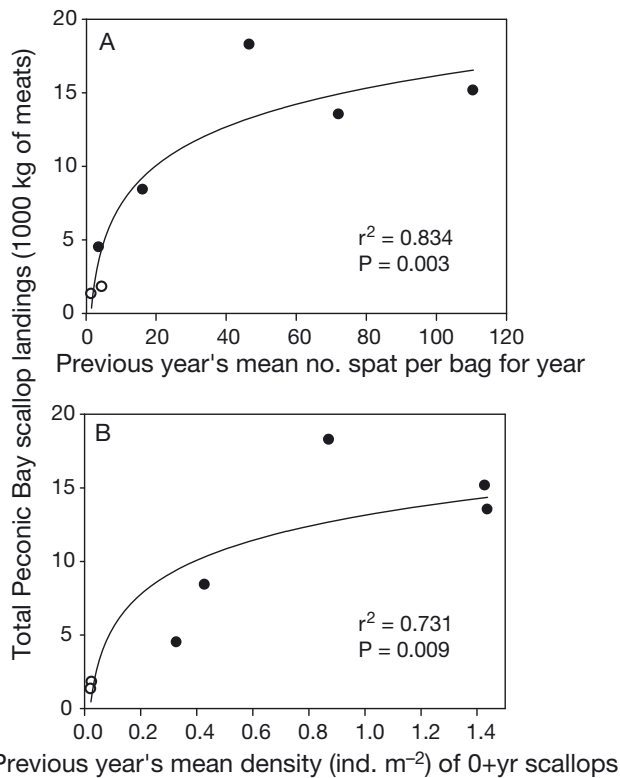 Total Peconic Bay scallop landings (1000 kg of meats)
20
A
15
10
5
0
r² = 0.834
P = 0.003
0 20 40 60 80 100 120
Previous year's mean no. spat per bag for year
20
B
15
10
5
0
r² = 0.731
P = 0.009
0.0 0.2 0.4 0.6 0.8 1.0 1.2 1.4
Previous year's mean density (ind. m⁻²) of 0+yr scallops